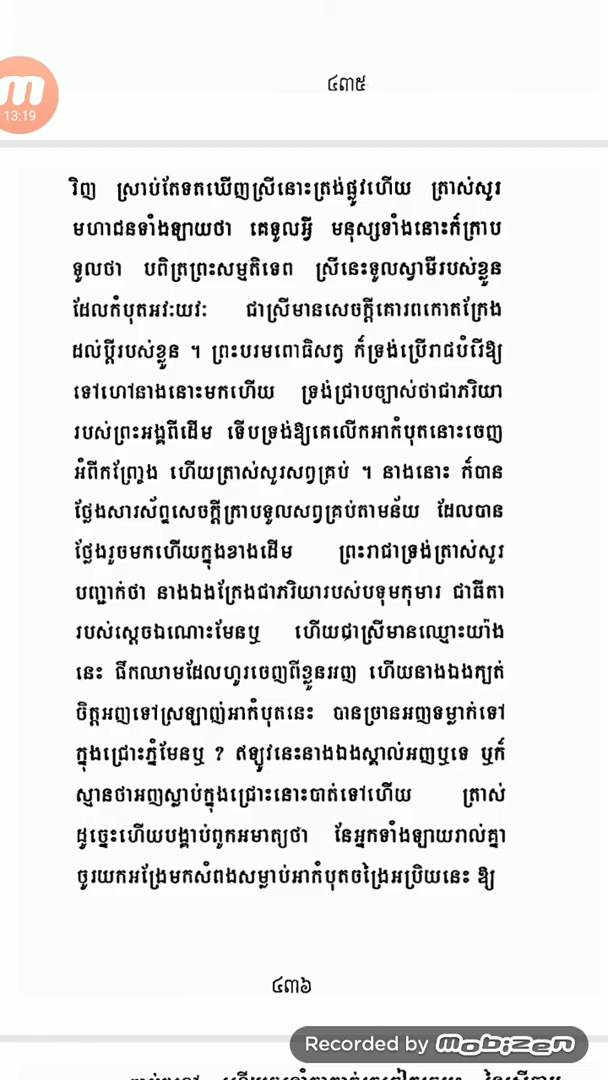 ៤៣៥
13:19
វិញ ស្រាប់តែទតឃើញស្រីនោះត្រង់ផ្លូវហើយ ត្រាស់សួរ
មហាជនទាំងឡាយថា គេទូលអ្វី មនុស្សទាំងនោះក៏ក្រាប
ទូលថា បពិត្រព្រះសម្មតិទេព ស្រីនេះទូលស្វាមីរបស់ខ្លួន
ដែលកំបុតអវៈយវៈ ជាស្រីមានសេចក្ដីគោរពកោតក្រែង
ដល់ប្ដីរបស់ខ្លួន ។ ព្រះបរមពោធិសត្វ ក៏ទ្រង់ប្រើរាជបំរើឱ្យ
ទៅហៅនាងនោះមកហើយ ទ្រង់ជ្រាបច្បាស់ថាជាភរិយា
របស់ព្រះអង្គពីដើម ទើបទ្រង់ឱ្យគេលើកអាកំបុតនោះចេញ
អំពីកញ្ច្រែង ហើយត្រាស់សួរសព្វគ្រប់ ។ នាងនោះ ក៏បាន
ថ្លែងសារស័ព្ទសេចក្ដីក្រាបទូលសព្វគ្រប់តាមន័យ ដែលបាន
ថ្លែងរួចមកហើយក្នុងខាងដើម ព្រះរាជាទ្រង់ត្រាស់សួរ
បញ្ជាក់ថា នាងឯងក្រែងជាភរិយារបស់បទុមកុមារ ជាធីតា
របស់ស្ដេចឯណោះមែនឬ ហើយជាស្រីមានឈ្មោះយ៉ាង
នេះ ផឹកឈាមដែលហូរចេញពីខ្លួនអញ ហើយនាងឯងក្បត់
ចិត្តអញទៅស្រឡាញ់អាកំបុតនេះ បានច្រានអញទម្លាក់ទៅ
ក្នុងជ្រោះភ្នំមែនឬ ? ឥឡូវនេះនាងឯងស្គាល់អញឬទេ ឬក៏
ស្មានថាអញស្លាប់ក្នុងជ្រោះនោះបាត់ទៅហើយ ត្រាស់
ដូច្នេះហើយបង្គាប់ពួកអមាត្យថា នែអ្នកទាំងឡាយរាល់គ្នា
ចូរយកអង្រែមកសំពងសម្លាប់អាកំបុតចង្រៃអប្រិយនេះ ឱ្យ
៤៣៦
Recorded by mobizen